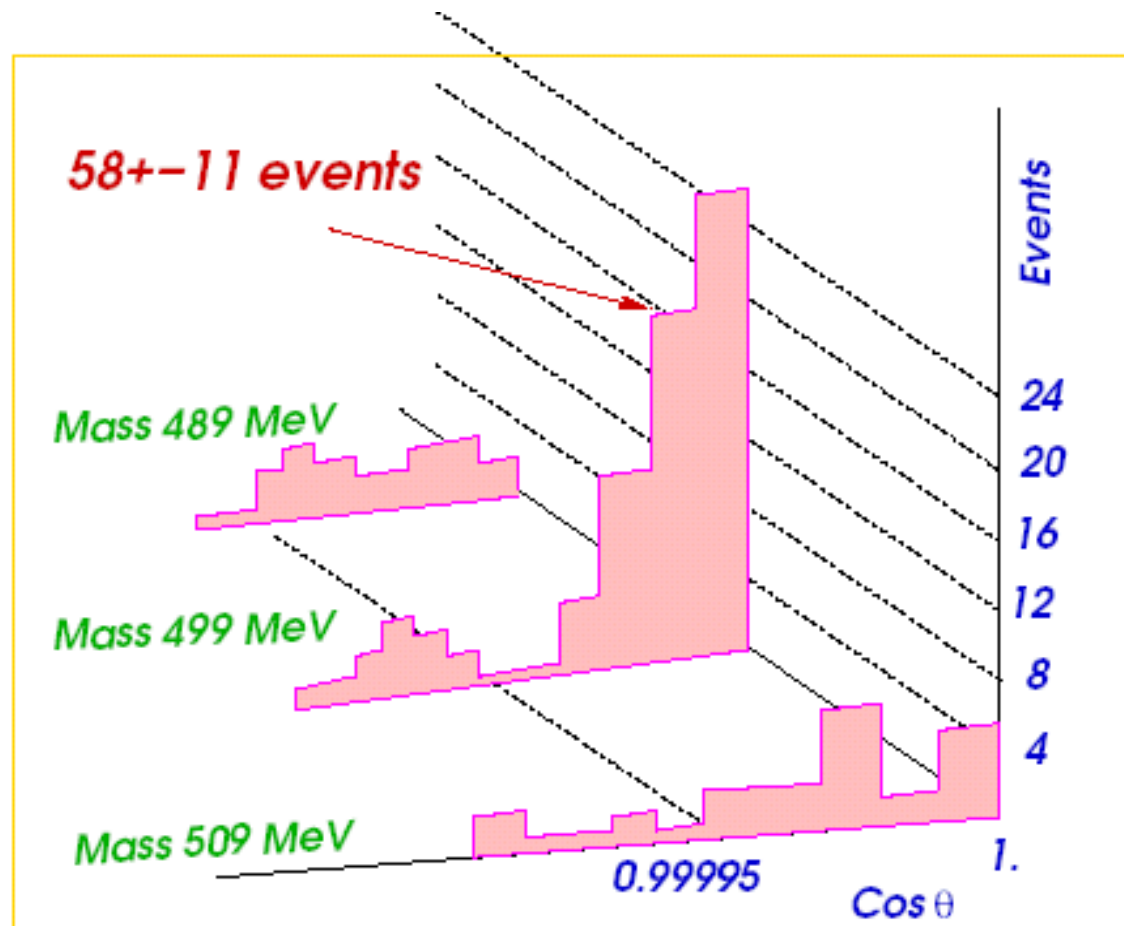 58+−11 events
Events
Mass 489 MeV
24
20
16
12
8
4
Mass 499 MeV
Mass 509 MeV
0.99995
1.
Cos θ